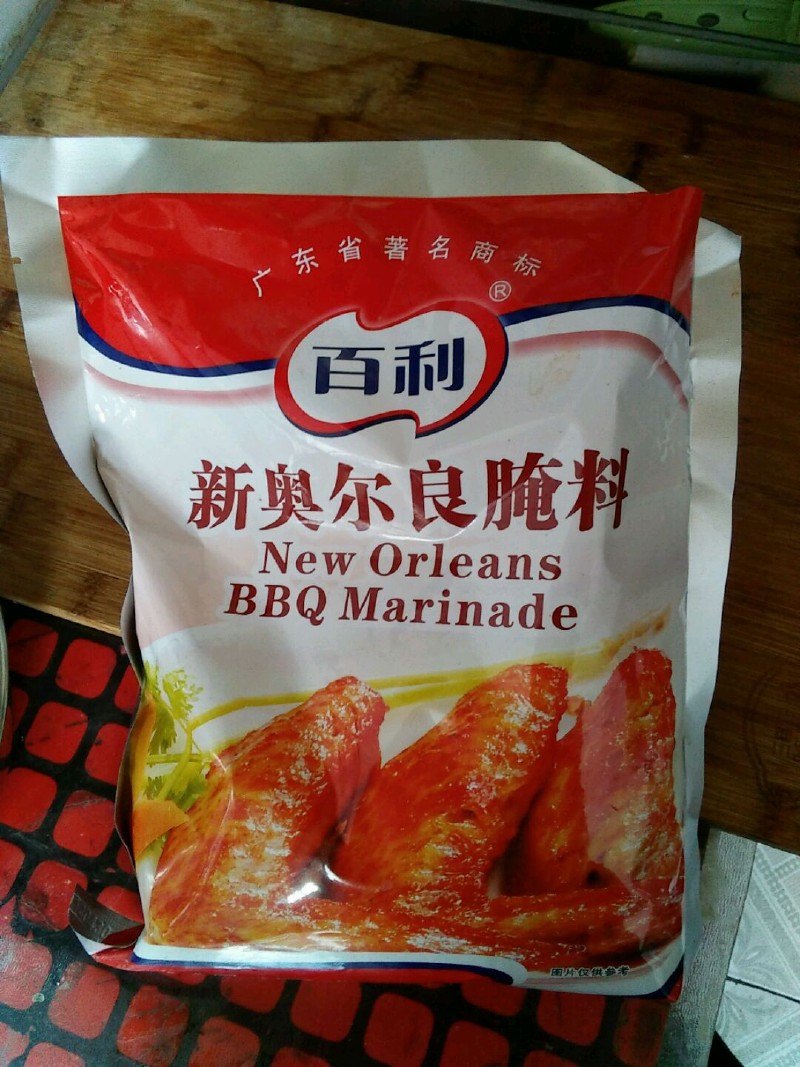 广东省著名商标
®
百利
新奥尔良腌料
New Orleans
BBQ Marinade
图片仅供参考